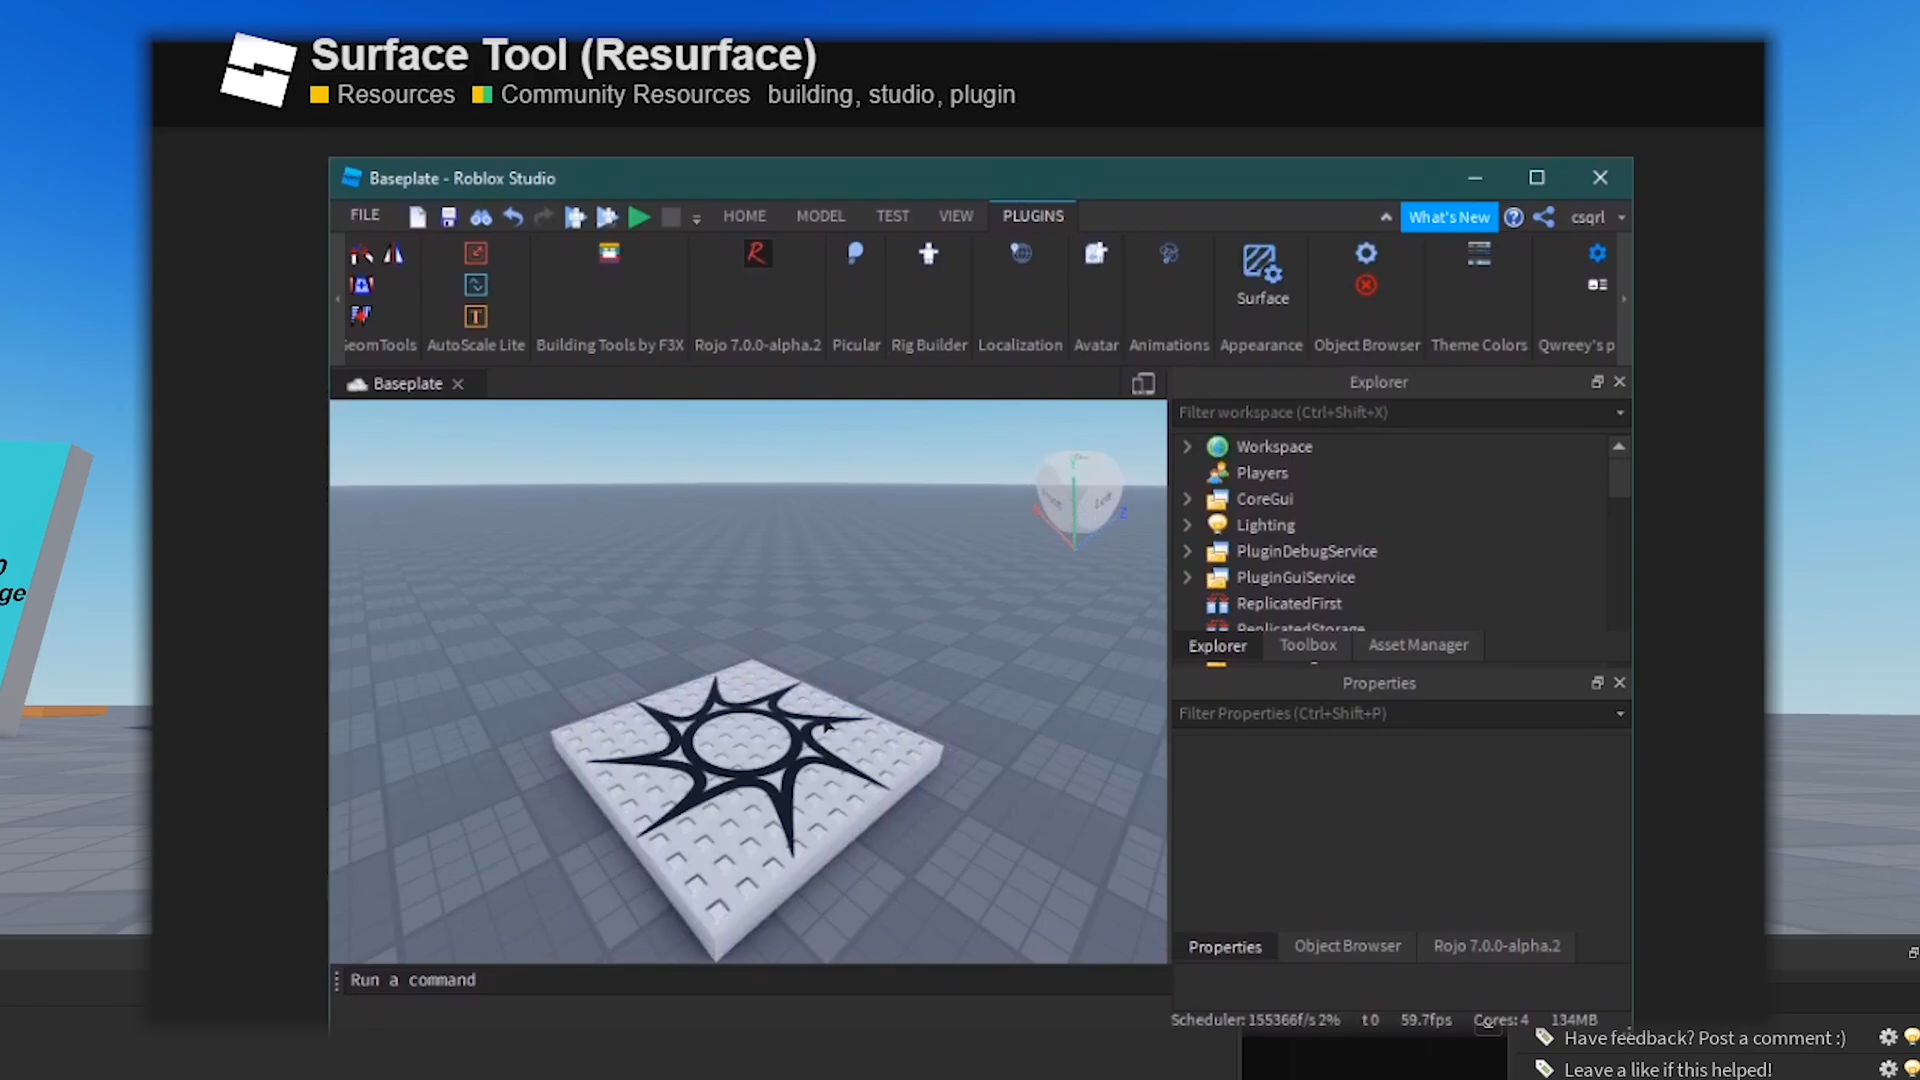 Surface Tool (Resurface)
Resources Community Resources building, studio, plugin
Baseplate - Roblox Studio
FILE HOME MODEL TEST VIEW PLUGINS What's New csqrl
Surface
GeomTools AutoScale Lite Building Tools by F3X Rojo 7.0.0-alpha.2 Picular Rig Builder Localization Avatar Animations Appearance Object Browser Theme Colors Qwreey's p
Baseplate
Explorer
Filter workspace (Ctrl+Shift+X)
Workspace
Players
CoreGui
Lighting
PluginDebugService
PluginGuiService
ReplicatedFirst
ReplicatedStorage
Explorer Toolbox Asset Manager
Properties
Filter Properties (Ctrl+Shift+P)
Left
ge
Properties Object Browser Rojo 7.0.0-alpha.2
Run a command
Scheduler: 155366f/s 2% t0 59.7fps Cores: 4 134MB
Have feedback? Post a comment :)
Leave a like if this helped!